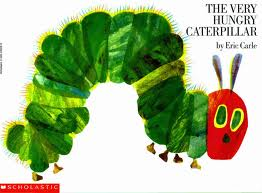 THE VERY
HUNGRY
CATERPILLAR
by Eric Carle
SCHOLASTIC